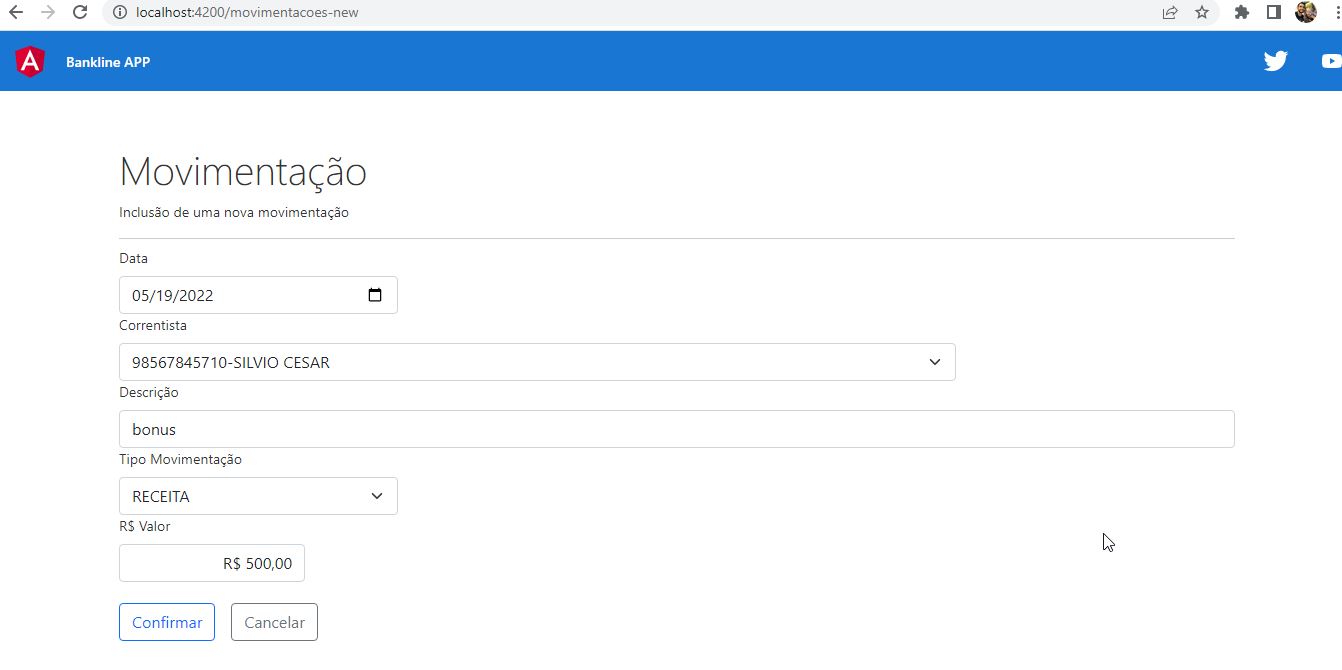 localhost:4200/movimentacoes-new
A
Bankline APP
Movimentação
Inclusão de uma nova movimentação
Data
05/19/2022
Correntista
98567845710-SILVIO CESAR
Descrição
bonus
Tipo Movimentação
RECEITA
R$ Valor
R$ 500,00
Confirmar Cancelar